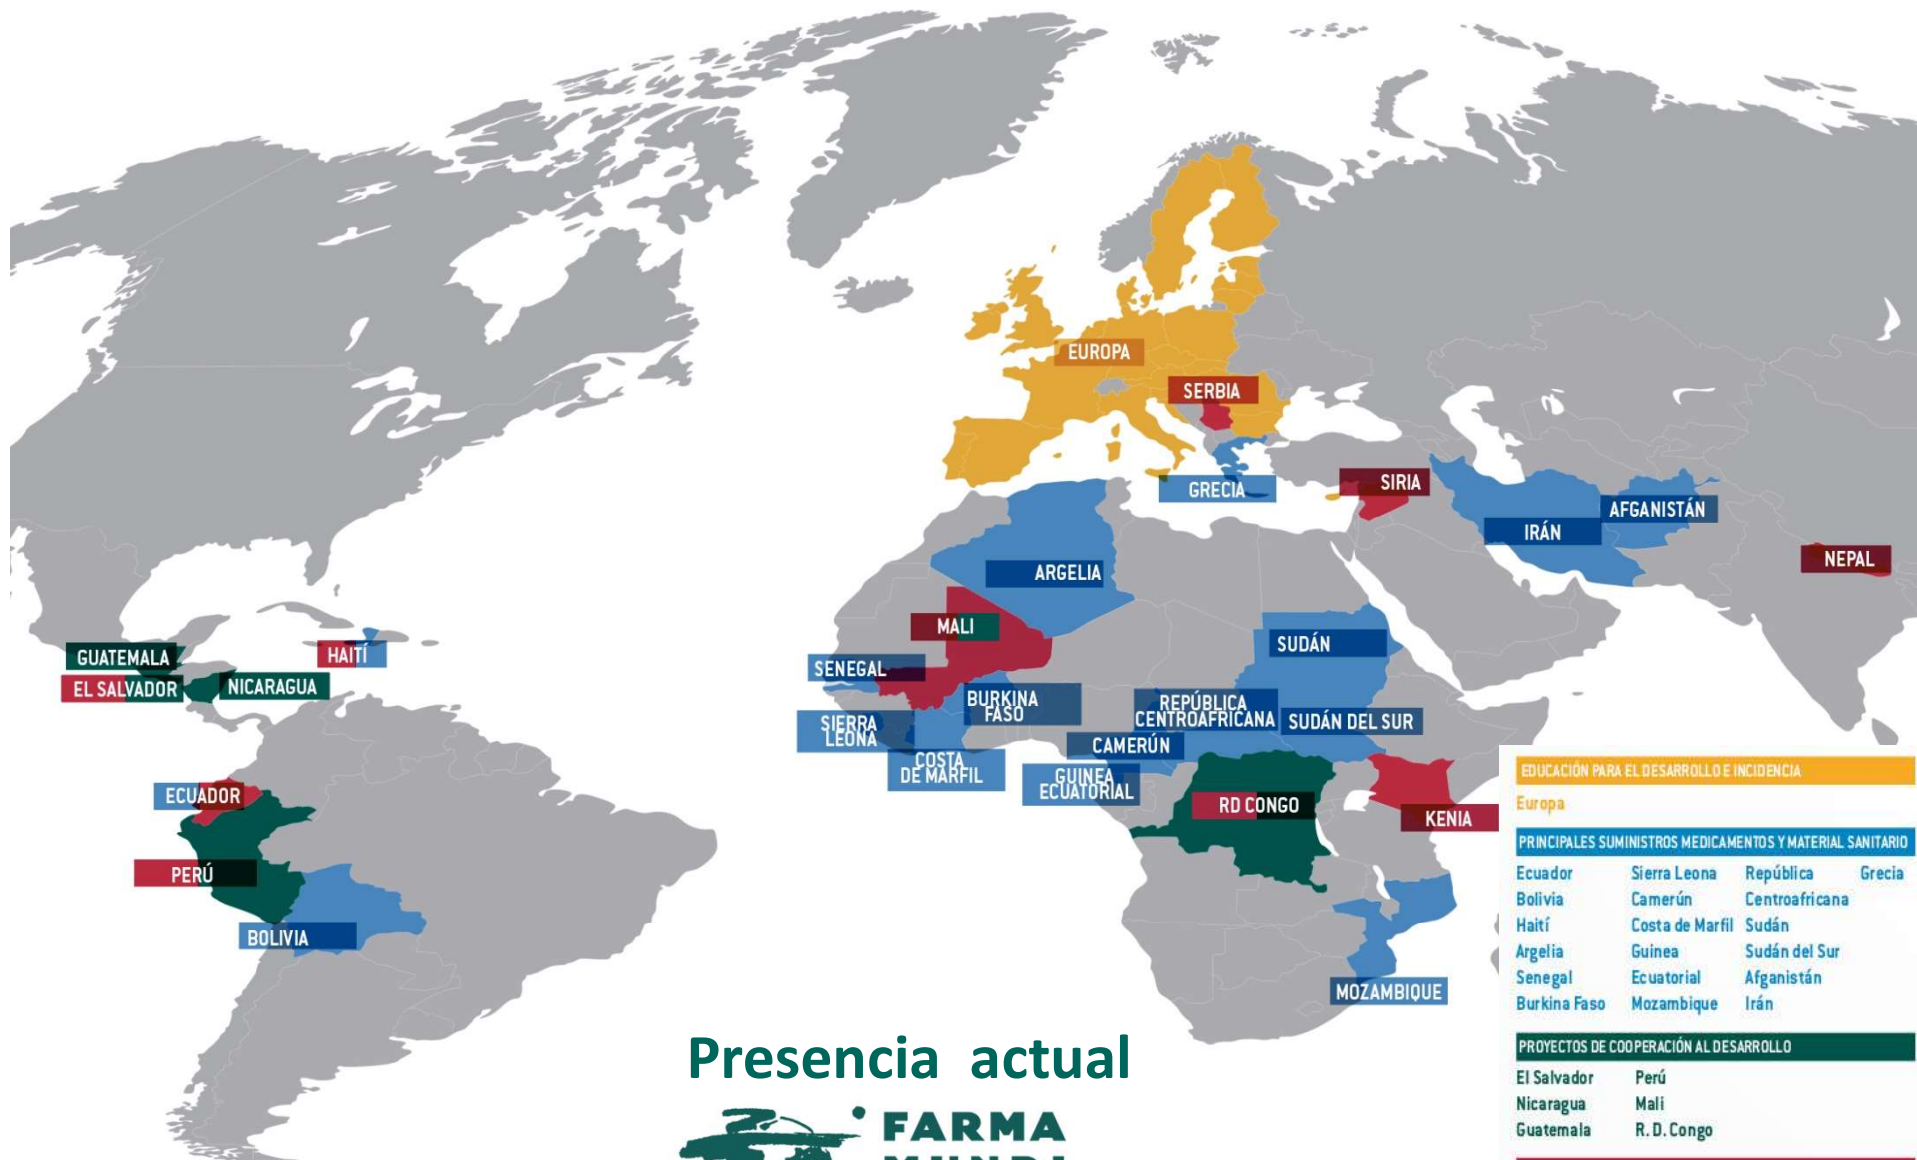 EUROPA
SERBIA
GRECIA
SIRIA
AFGANISTÁN
IRÁN
NEPAL
ARGELIA
MALI
SUDÁN
GUATEMALA
HAITÍ
EL SALVADOR
NICARAGUA
SENEGAL
BURKINA
FASO
REPÚBLICA
CENTROAFRICANA
SUDÁN DEL SUR
SIERRA
LEONA
CAMERÚN
COSTA
DE MARFIL
GUINEA
ECUATORIAL
ECUADOR
RD CONGO
KENIA
PERÚ
BOLIVIA
MOZAMBIQUE
EDUCACIÓN PARA EL DESARROLLO E INCIDENCIA
Europa
PRINCIPALES SUMINISTROS MEDICAMENTOS Y MATERIAL SANITARIO
Ecuador Sierra Leona República Grecia
Bolivia Camerún Centroafricana
Haití Costa de Marfil Sudán
Argelia Guinea Sudán del Sur
Senegal Ecuatorial Afganistán
Burkina Faso Mozambique Irán
PROYECTOS DE COOPERACIÓN AL DESARROLLO
El Salvador Perú
Nicaragua Mali
Guatemala R. D. Congo
Presencia actual
FARMA
MUNDI